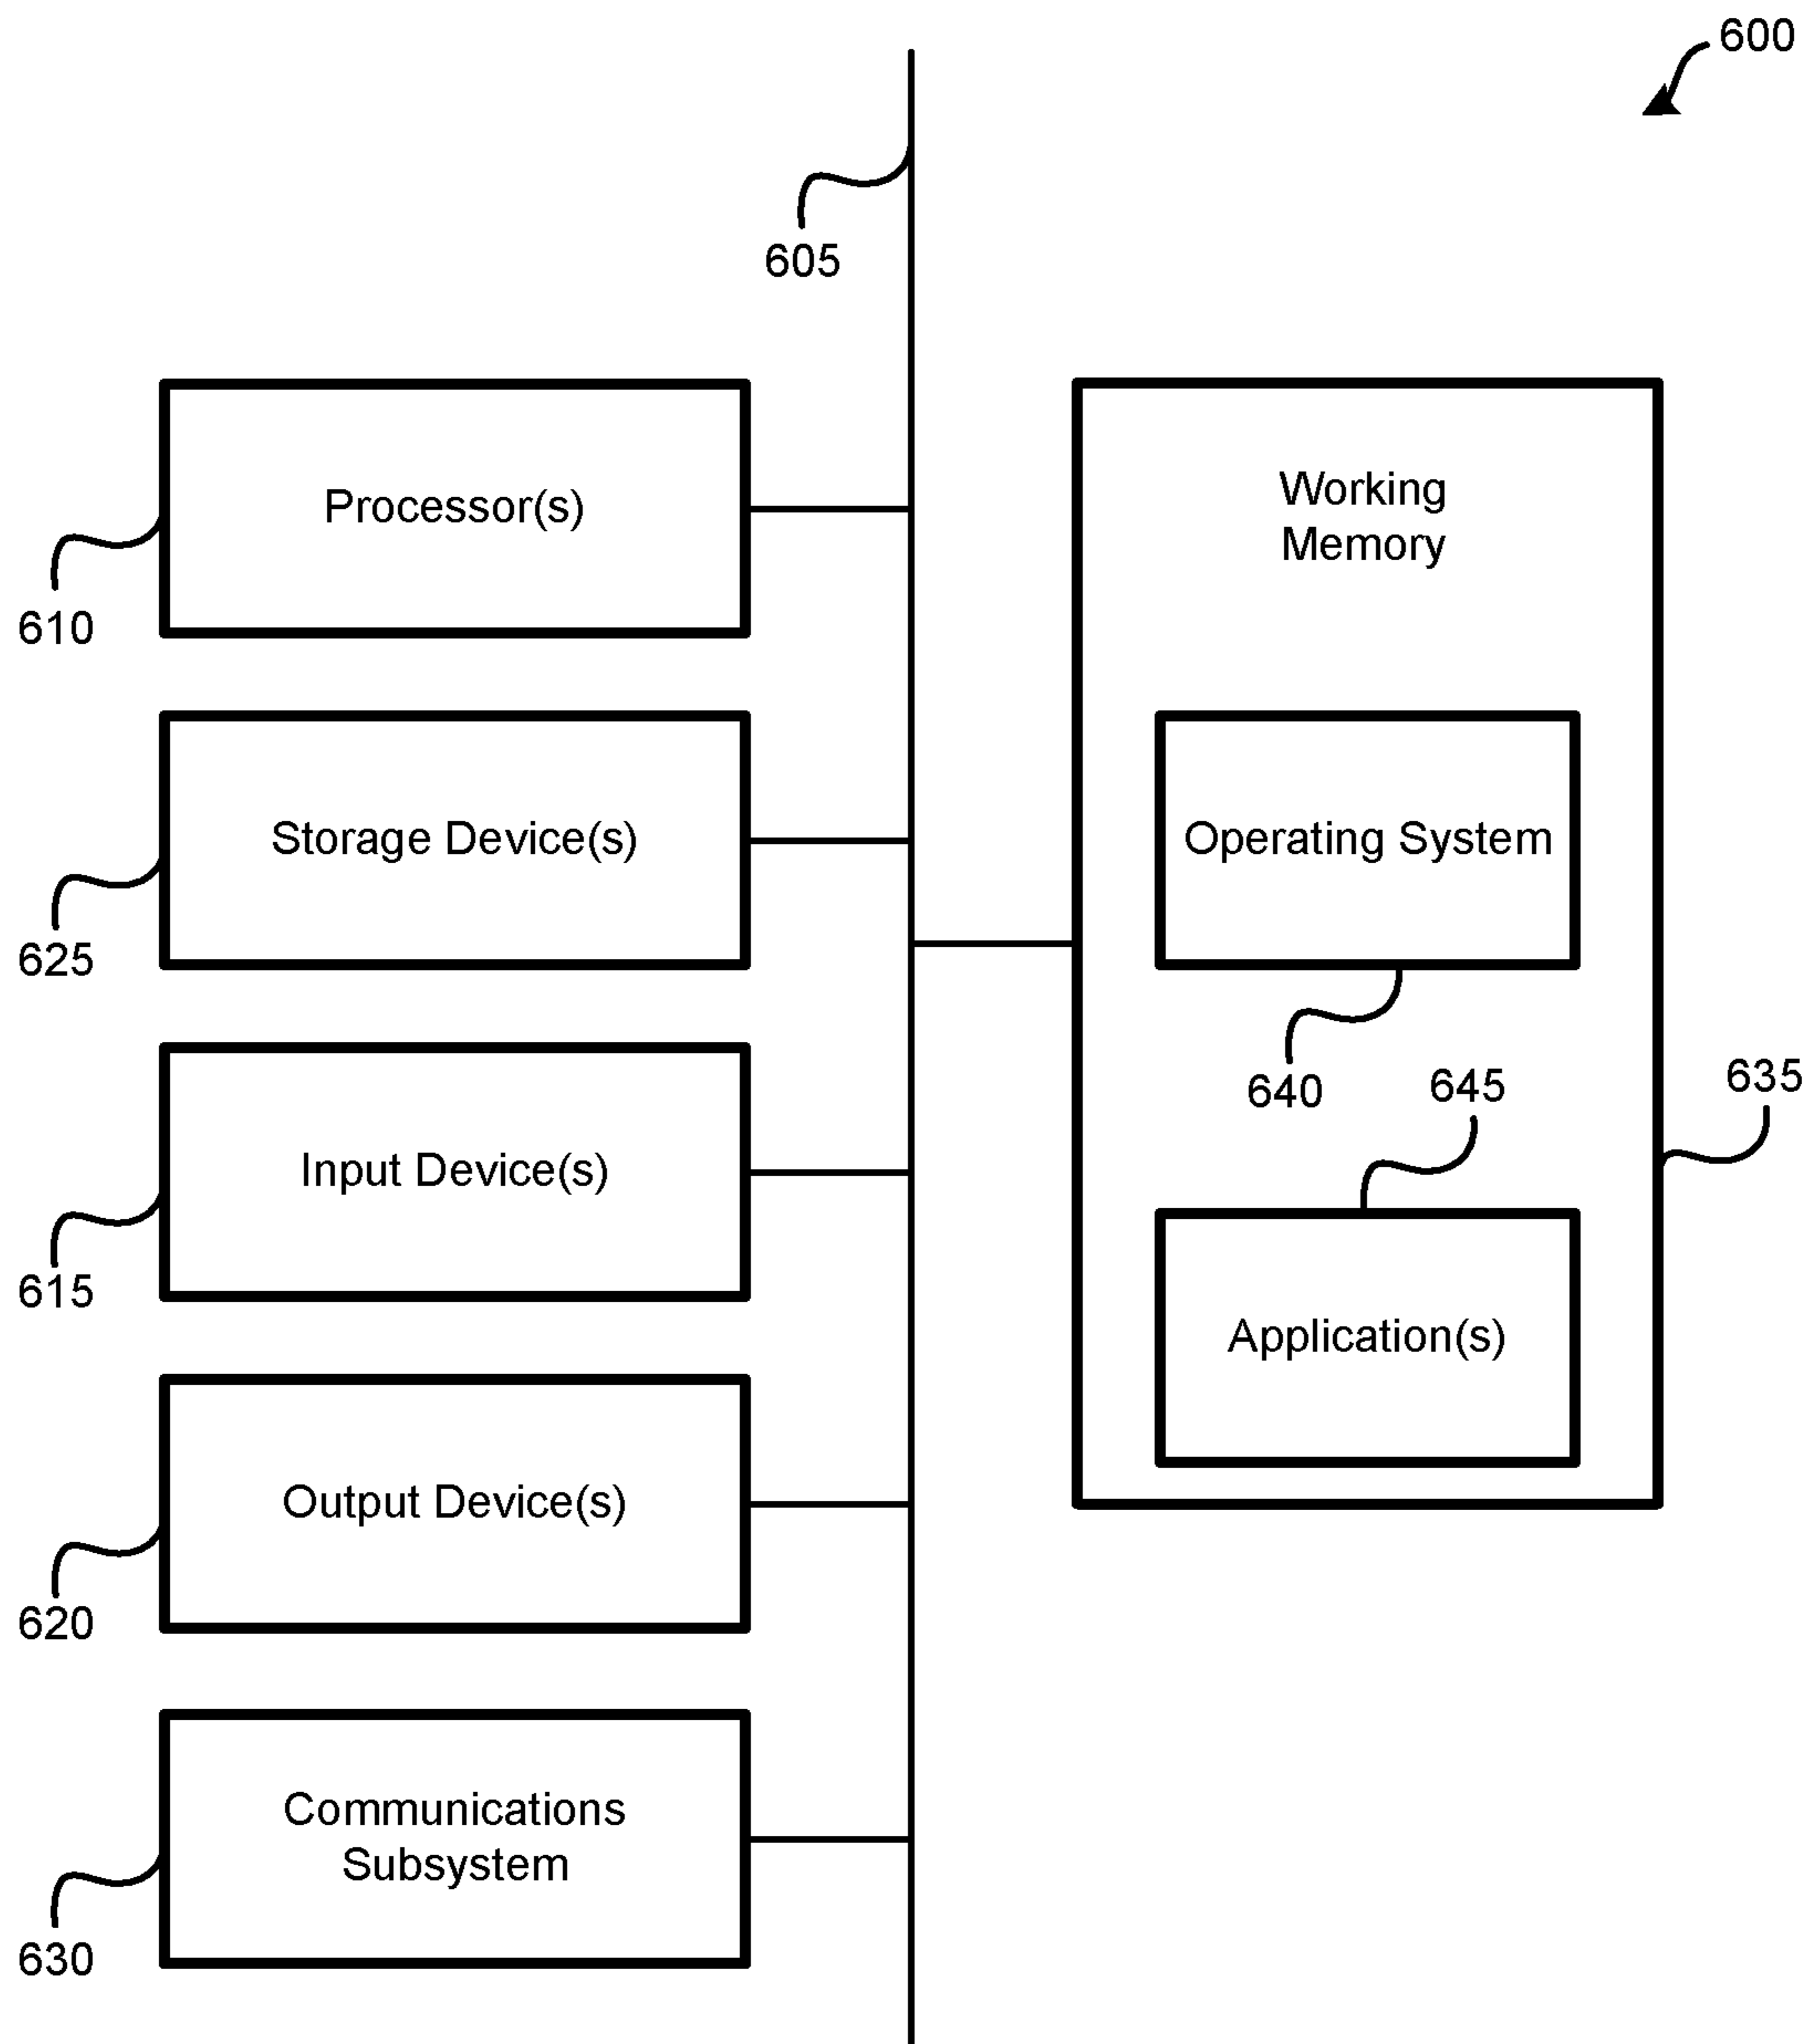 600
605
Processor(s)
610
Storage Device(s)
625
Input Device(s)
615
Output Device(s)
620
Communications
Subsystem
630
Working
Memory
Operating System
640
645
635
Application(s)